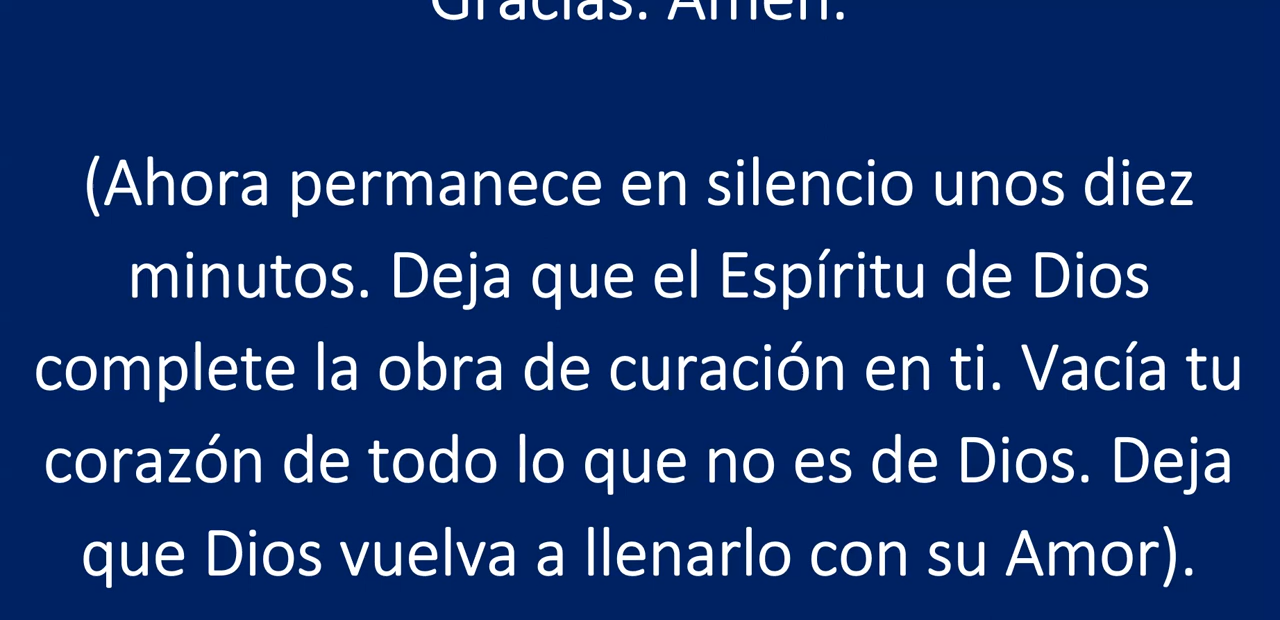 Gracias. Amén.
(Ahora permanece en silencio unos diez
minutos. Deja que el Espíritu de Dios
complete la obra de curación en ti. Vacía tu
corazón de todo lo que no es de Dios. Deja
que Dios vuelva a llenarlo con su Amor).